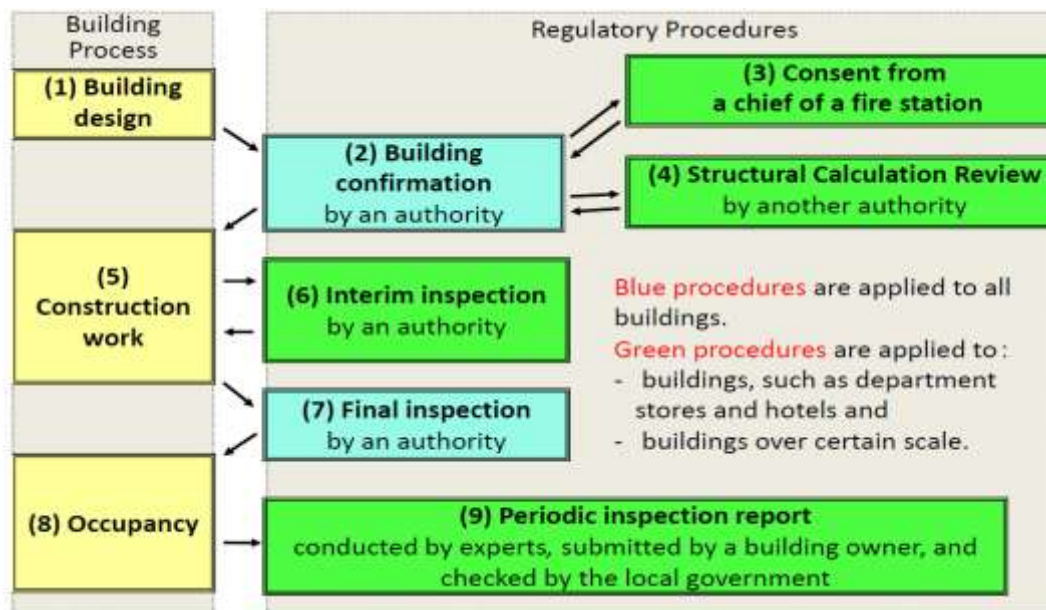 Building
Process
Regulatory Procedures
(1) Building
design
(3) Consent from
a chief of a fire station
(2) Building
confirmation
by an authority
(4) Structural Calculation Review
by another authority
(5)
Construction
work
(6) Interim inspection
by an authority
Blue procedures are applied to all
buildings.
Green procedures are applied to:
- buildings, such as department
stores and hotels and
- buildings over certain scale.
(7) Final inspection
by an authority
(8) Occupancy
(9) Periodic inspection report
conducted by experts, submitted by a building owner, and
checked by the local government